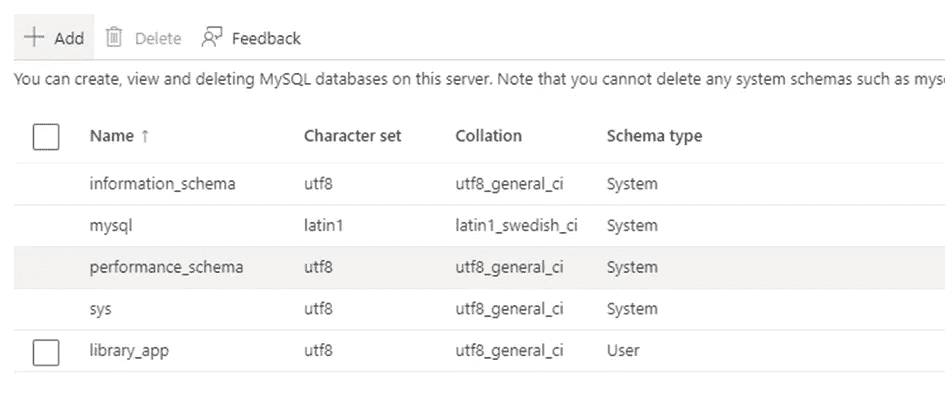 + Add Delete Feedback
You can create, view and deleting MySQL databases on this server. Note that you cannot delete any system schemas such as
Name ↑ Character set Collation Schema type
information_schema utf8 utf8_general_ci System
mysql latin1 latin1_swedish_ci System
performance_schema utf8 utf8_general_ci System
sys utf8 utf8_general_ci System
library_app utf8 utf8_general_ci User